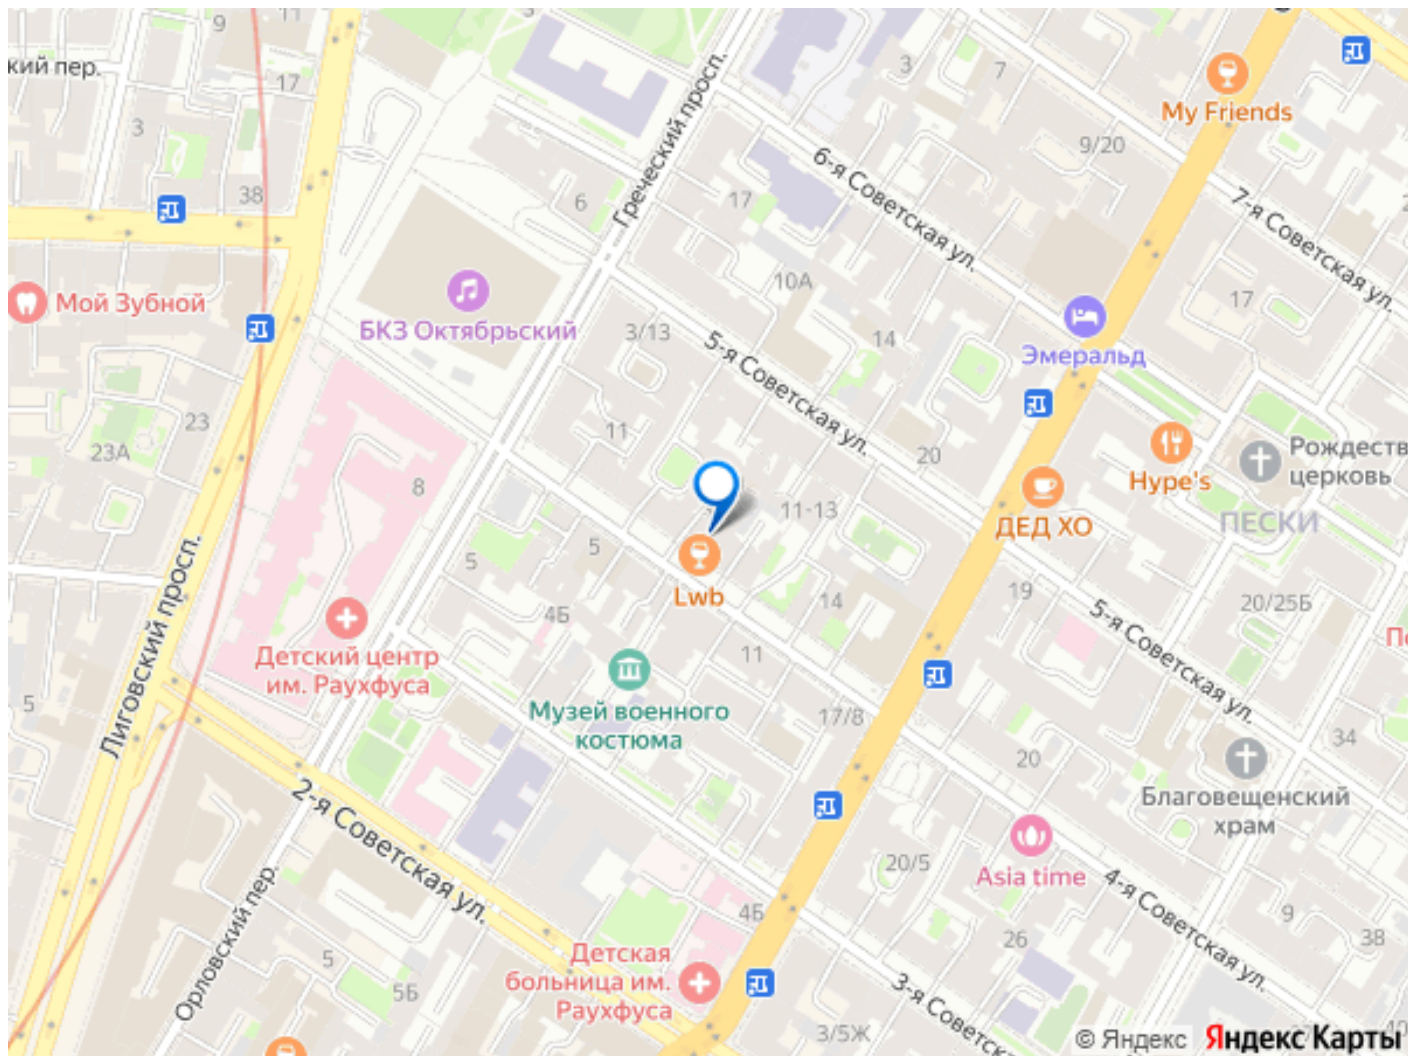 9
11
кий пер.
17
3
7
My Friends
3
9/20
Греческий просп.
6-я Советская ул.
38
6
17
7-я Советская ул.
10А
17
Мой Зубной
БКЗ Октябрьский
3/13
14
Эмеральд
5-я Советская ул.
23
23А
11
20
Hype's
Рождеств
церковь
8
11-13
ДЕД ХО
ПЕСКИ
5
5
Lwb
14
19
20/25Б
4Б
Лиговский просп.
Детский центр
им. Раухфуса
11
5-я Советская ул.
По
5
Музей военного
костюма
17/8
20
34
Благовещенский
храм
2-я Советская ул.
20/5
Asia time
4-я Советская ул.
Орловский пер.
4Б
9
26
38
5
5Б
Детская
больница им.
Раухфуса
3-я Советская
3/5Ж
40
© Яндекс Яндекс Карты